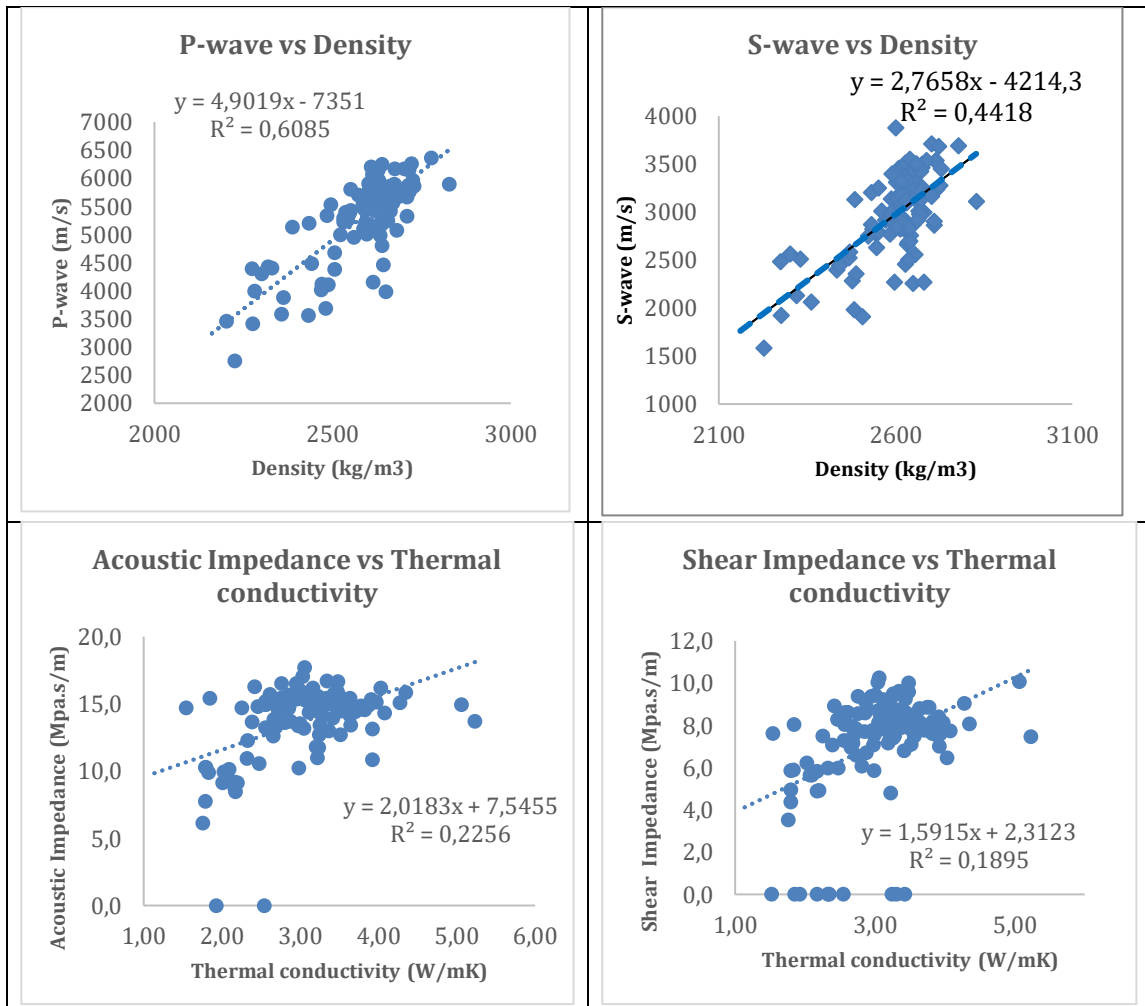 P-wave vs Density
y = 4,9019x - 7351
R² = 0,6085
7000
6500
6000
5500
5000
4500
4000
3500
3000
2500
2000
P-wave (m/s)
2000 2500 3000
Density (kg/m3)
S-wave vs Density
y = 2,7658x - 4214,3
R² = 0,4418
4000
3500
3000
2500
2000
1500
1000
S-wave (m/s)
2100 2600 3100
Density (kg/m3)
Acoustic Impedance vs Thermal
conductivity
20,0
15,0
10,0
5,0
0,0
Acoustic Impedance (Mpa.s/m)
y = 2,0183x + 7,5455
R² = 0,2256
1,00 2,00 3,00 4,00 5,00 6,00
Thermal conductivity (W/mK)
Shear Impedance vs Thermal
conductivity
12,0
10,0
8,0
6,0
4,0
2,0
0,0
Shear Impedance (Mpa.s/m)
y = 1,5915x + 2,3123
R² = 0,1895
1,00 3,00 5,00
Thermal conductivity (W/mK)